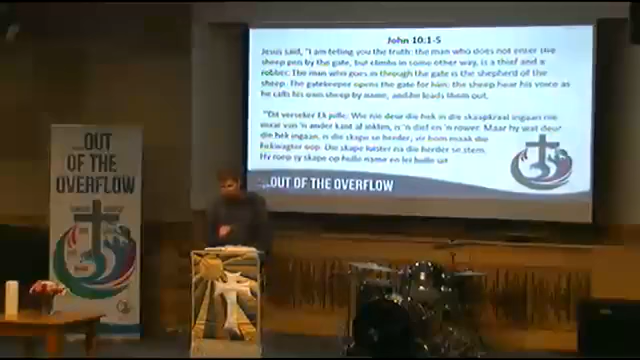 John 10:1-5
Jesus said, "I am telling you the truth: the man who does not enter the
sheep pen by the gate, but climbs in some other way, is a thief and a
robber. The man who goes in through the gate is the shepherd of the
sheep. The gatekeeper opens the gate for him; the sheep hear his voice as
he calls his own sheep by name, and he leads them out.
"Dit verseker Ek julle: Wie nie deur die hek in die skaapkraal ingaan nie
maar van 'n ander kant af inklim, is 'n dief en 'n rower. Maar hy wat deur
die hek ingaan, is die skape se herder. vir hom maak die
hekwagter oop. Die skape luister na die herder se stem.
Hy roep sy skape op hulle name en lei hulle uit
...OUT OF THE OVERFLOW
...OUT
OF THE
OVERFLOW